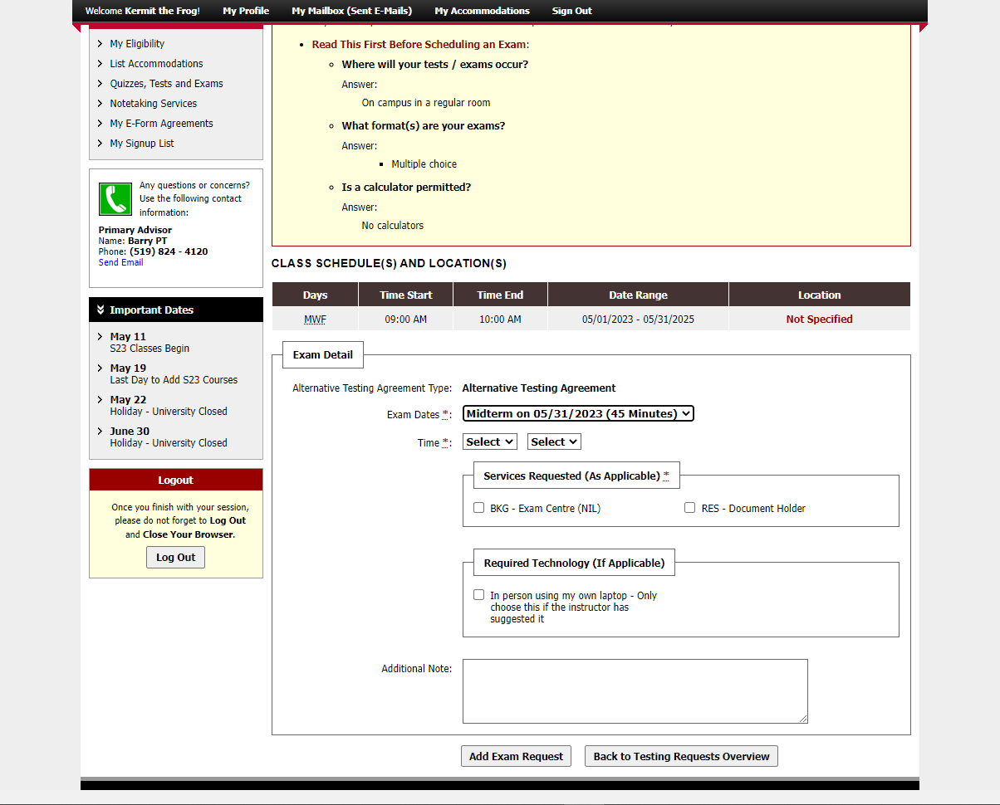 Welcome Kermit the Frog! My Profile My Mailbox (Sent E-Mails) My Accommodations Sign Out
My Eligibility
List Accommodations
Quizzes, Tests and Exams
Notetaking Services
My E-Form Agreements
My Signup List
Any questions or concerns?
Use the following contact
information:
Primary Advisor
Name: Barry PT
Phone: (519) 824 - 4120
Send Email
Important Dates
May 11
S23 Classes Begin
May 19
Last Day to Add S23 Courses
May 22
Holiday - University Closed
June 30
Holiday - University Closed
Logout
Once you finish with your session,
please do not forget to Log Out
and Close Your Browser.
Log Out
Read This First Before Scheduling an Exam:
Where will your tests / exams occur?
Answer:
On campus in a regular room
What format(s) are your exams?
Answer:
Multiple choice
Is a calculator permitted?
Answer:
No calculators
CLASS SCHEDULE(S) AND LOCATION(S)
Days Time Start Time End Date Range Location
MWF 09:00 AM 10:00 AM 05/01/2023 - 05/31/2025 Not Specified
Exam Detail
Alternative Testing Agreement Type: Alternative Testing Agreement
Exam Dates *: Midterm on 05/31/2023 (45 Minutes)
Time *: Select Select
Services Requested (As Applicable) *
BKG - Exam Centre (NIL) RES - Document Holder
Required Technology (If Applicable)
In person using my own laptop - Only
choose this if the instructor has
suggested it
Additional Note:
Add Exam Request Back to Testing Requests Overview